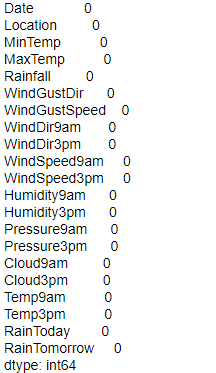 Date 0
Location 0
MinTemp 0
MaxTemp 0
Rainfall 0
WindGustDir 0
WindGustSpeed 0
WindDir9am 0
WindDir3pm 0
WindSpeed9am 0
WindSpeed3pm 0
Humidity9am 0
Humidity3pm 0
Pressure9am 0
Pressure3pm 0
Cloud9am 0
Cloud3pm 0
Temp9am 0
Temp3pm 0
RainToday 0
RainTomorrow 0
dtype: int64